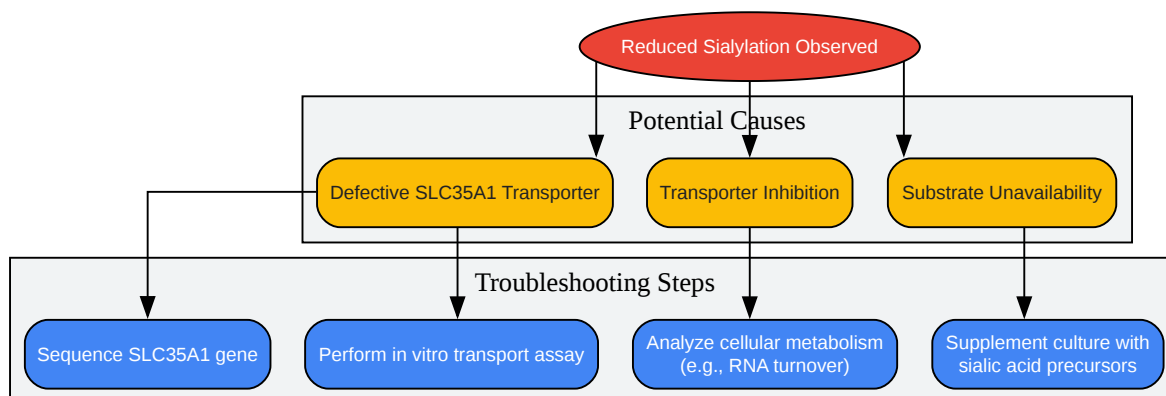 Reduced Sialylation Observed
Potential Causes
Defective SLC35A1 Transporter
Transporter Inhibition
Substrate Unavailability
Troubleshooting Steps
Sequence SLC35A1 gene
Perform in vitro transport assay
Analyze cellular metabolism
(e.g., RNA turnover)
Supplement culture with
sialic acid precursors